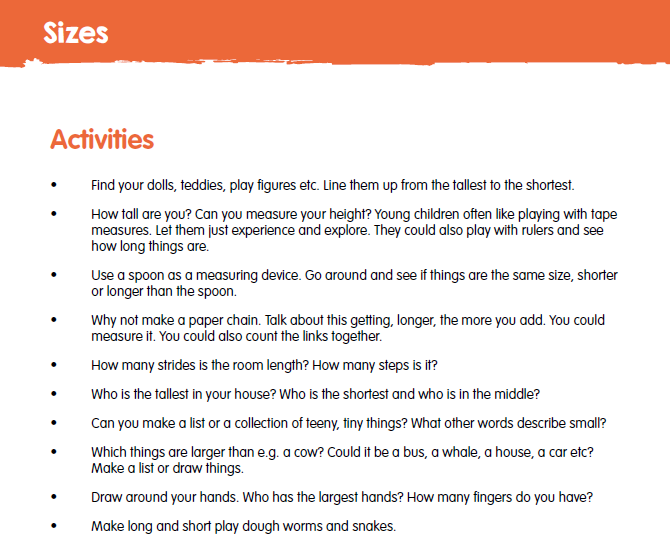 Sizes
Activities
• Find your dolls, teddies, play figures etc. Line them up from the tallest to the shortest.
• How tall are you? Can you measure your height? Young children often like playing with tape
measures. Let them just experience and explore. They could also play with rulers and see
how long things are.
• Use a spoon as a measuring device. Go around and see if things are the same size, shorter
or longer than the spoon.
• Why not make a paper chain. Talk about this getting, longer, the more you add. You could
measure it. You could also count the links together.
• How many strides is the room length? How many steps is it?
• Who is the tallest in your house? Who is the shortest and who is in the middle?
• Can you make a list or a collection of teeny, tiny things? What other words describe small?
• Which things are larger than e.g. a cow? Could it be a bus, a whale, a house, a car etc?
Make a list or draw things.
• Draw around your hands. Who has the largest hands? How many fingers do you have?
• Make long and short play dough worms and snakes.